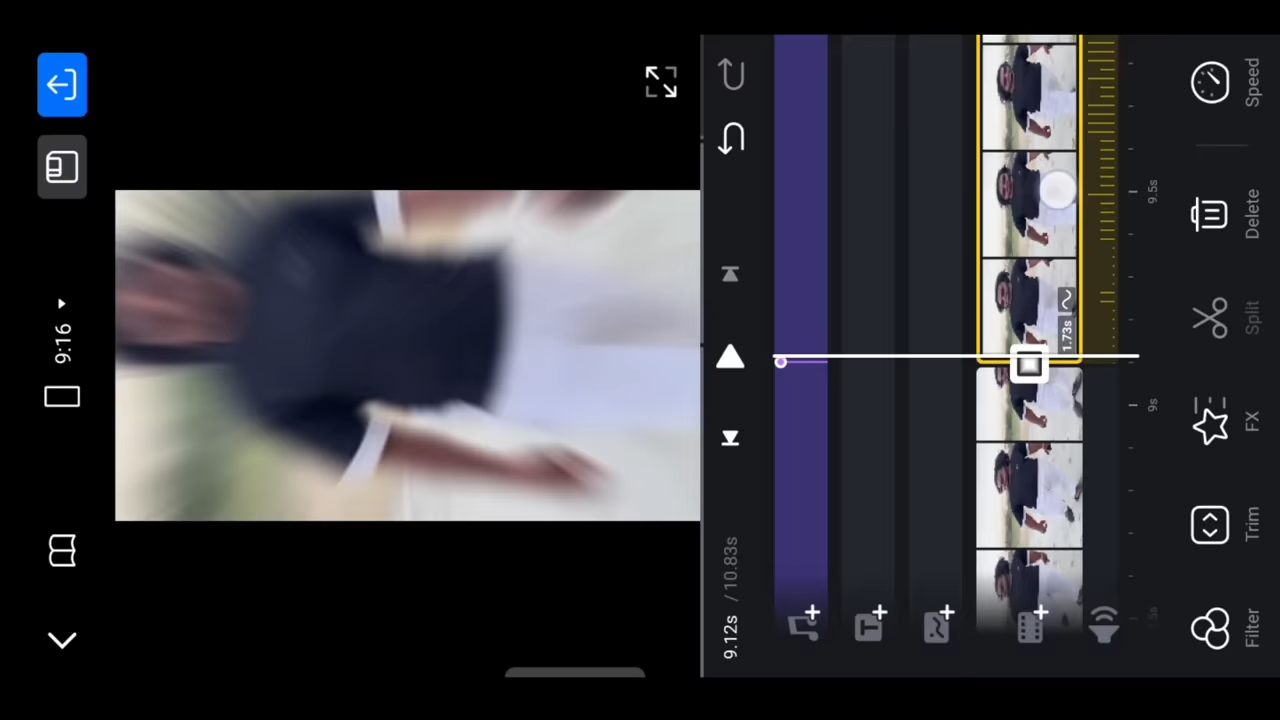 9:16
9.12s / 10.83s
T
1.73s
9s
9.5s
Filter
Trim
FX
Split
Delete
Speed